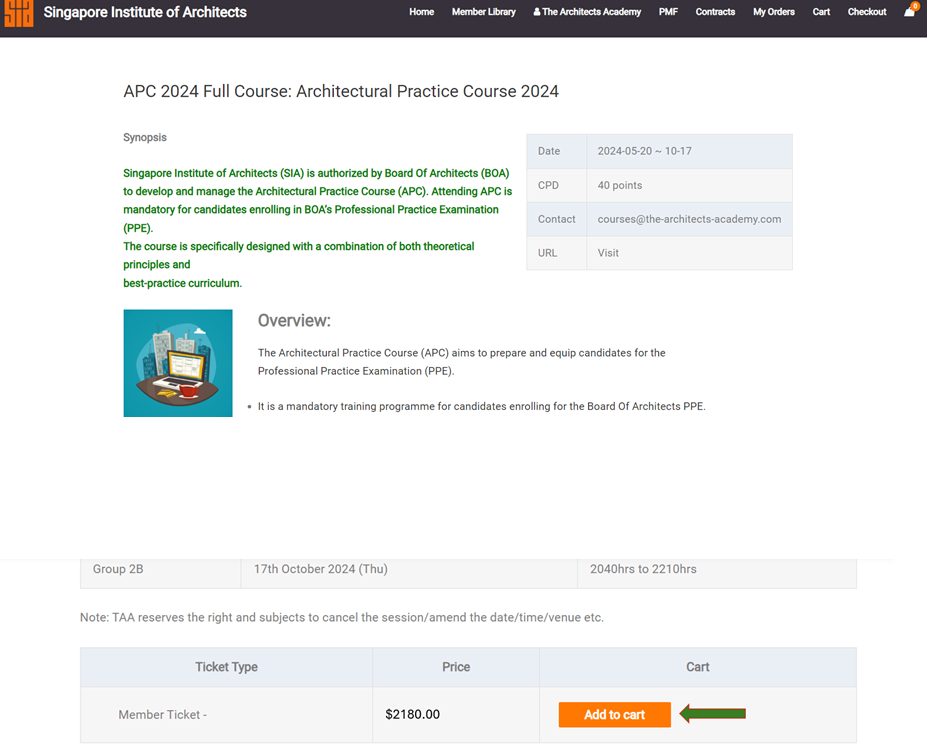 SIA Singapore Institute of Architects Home Member Library The Architects Academy PMF Contracts My Orders Cart Checkout 0
APC 2024 Full Course: Architectural Practice Course 2024
Synopsis
Singapore Institute of Architects (SIA) is authorized by Board Of Architects (BOA)
to develop and manage the Architectural Practice Course (APC). Attending APC is
mandatory for candidates enrolling in BOA's Professional Practice Examination
(PPE).
The course is specifically designed with a combination of both theoretical
principles and
best-practice curriculum.
Date 2024-05-20 ~ 10-17
CPD 40 points
Contact courses@the-architects-academy.com
URL Visit
Overview:
The Architectural Practice Course (APC) aims to prepare and equip candidates for the
Professional Practice Examination (PPE).
• It is a mandatory training programme for candidates enrolling for the Board Of Architects PPE.
Group 2B 17th October 2024 (Thu) 2040hrs to 2210hrs
Note: TAA reserves the right and subjects to cancel the session/amend the date/time/venue etc.
Ticket Type Price Cart
Member Ticket - $2180.00 Add to cart